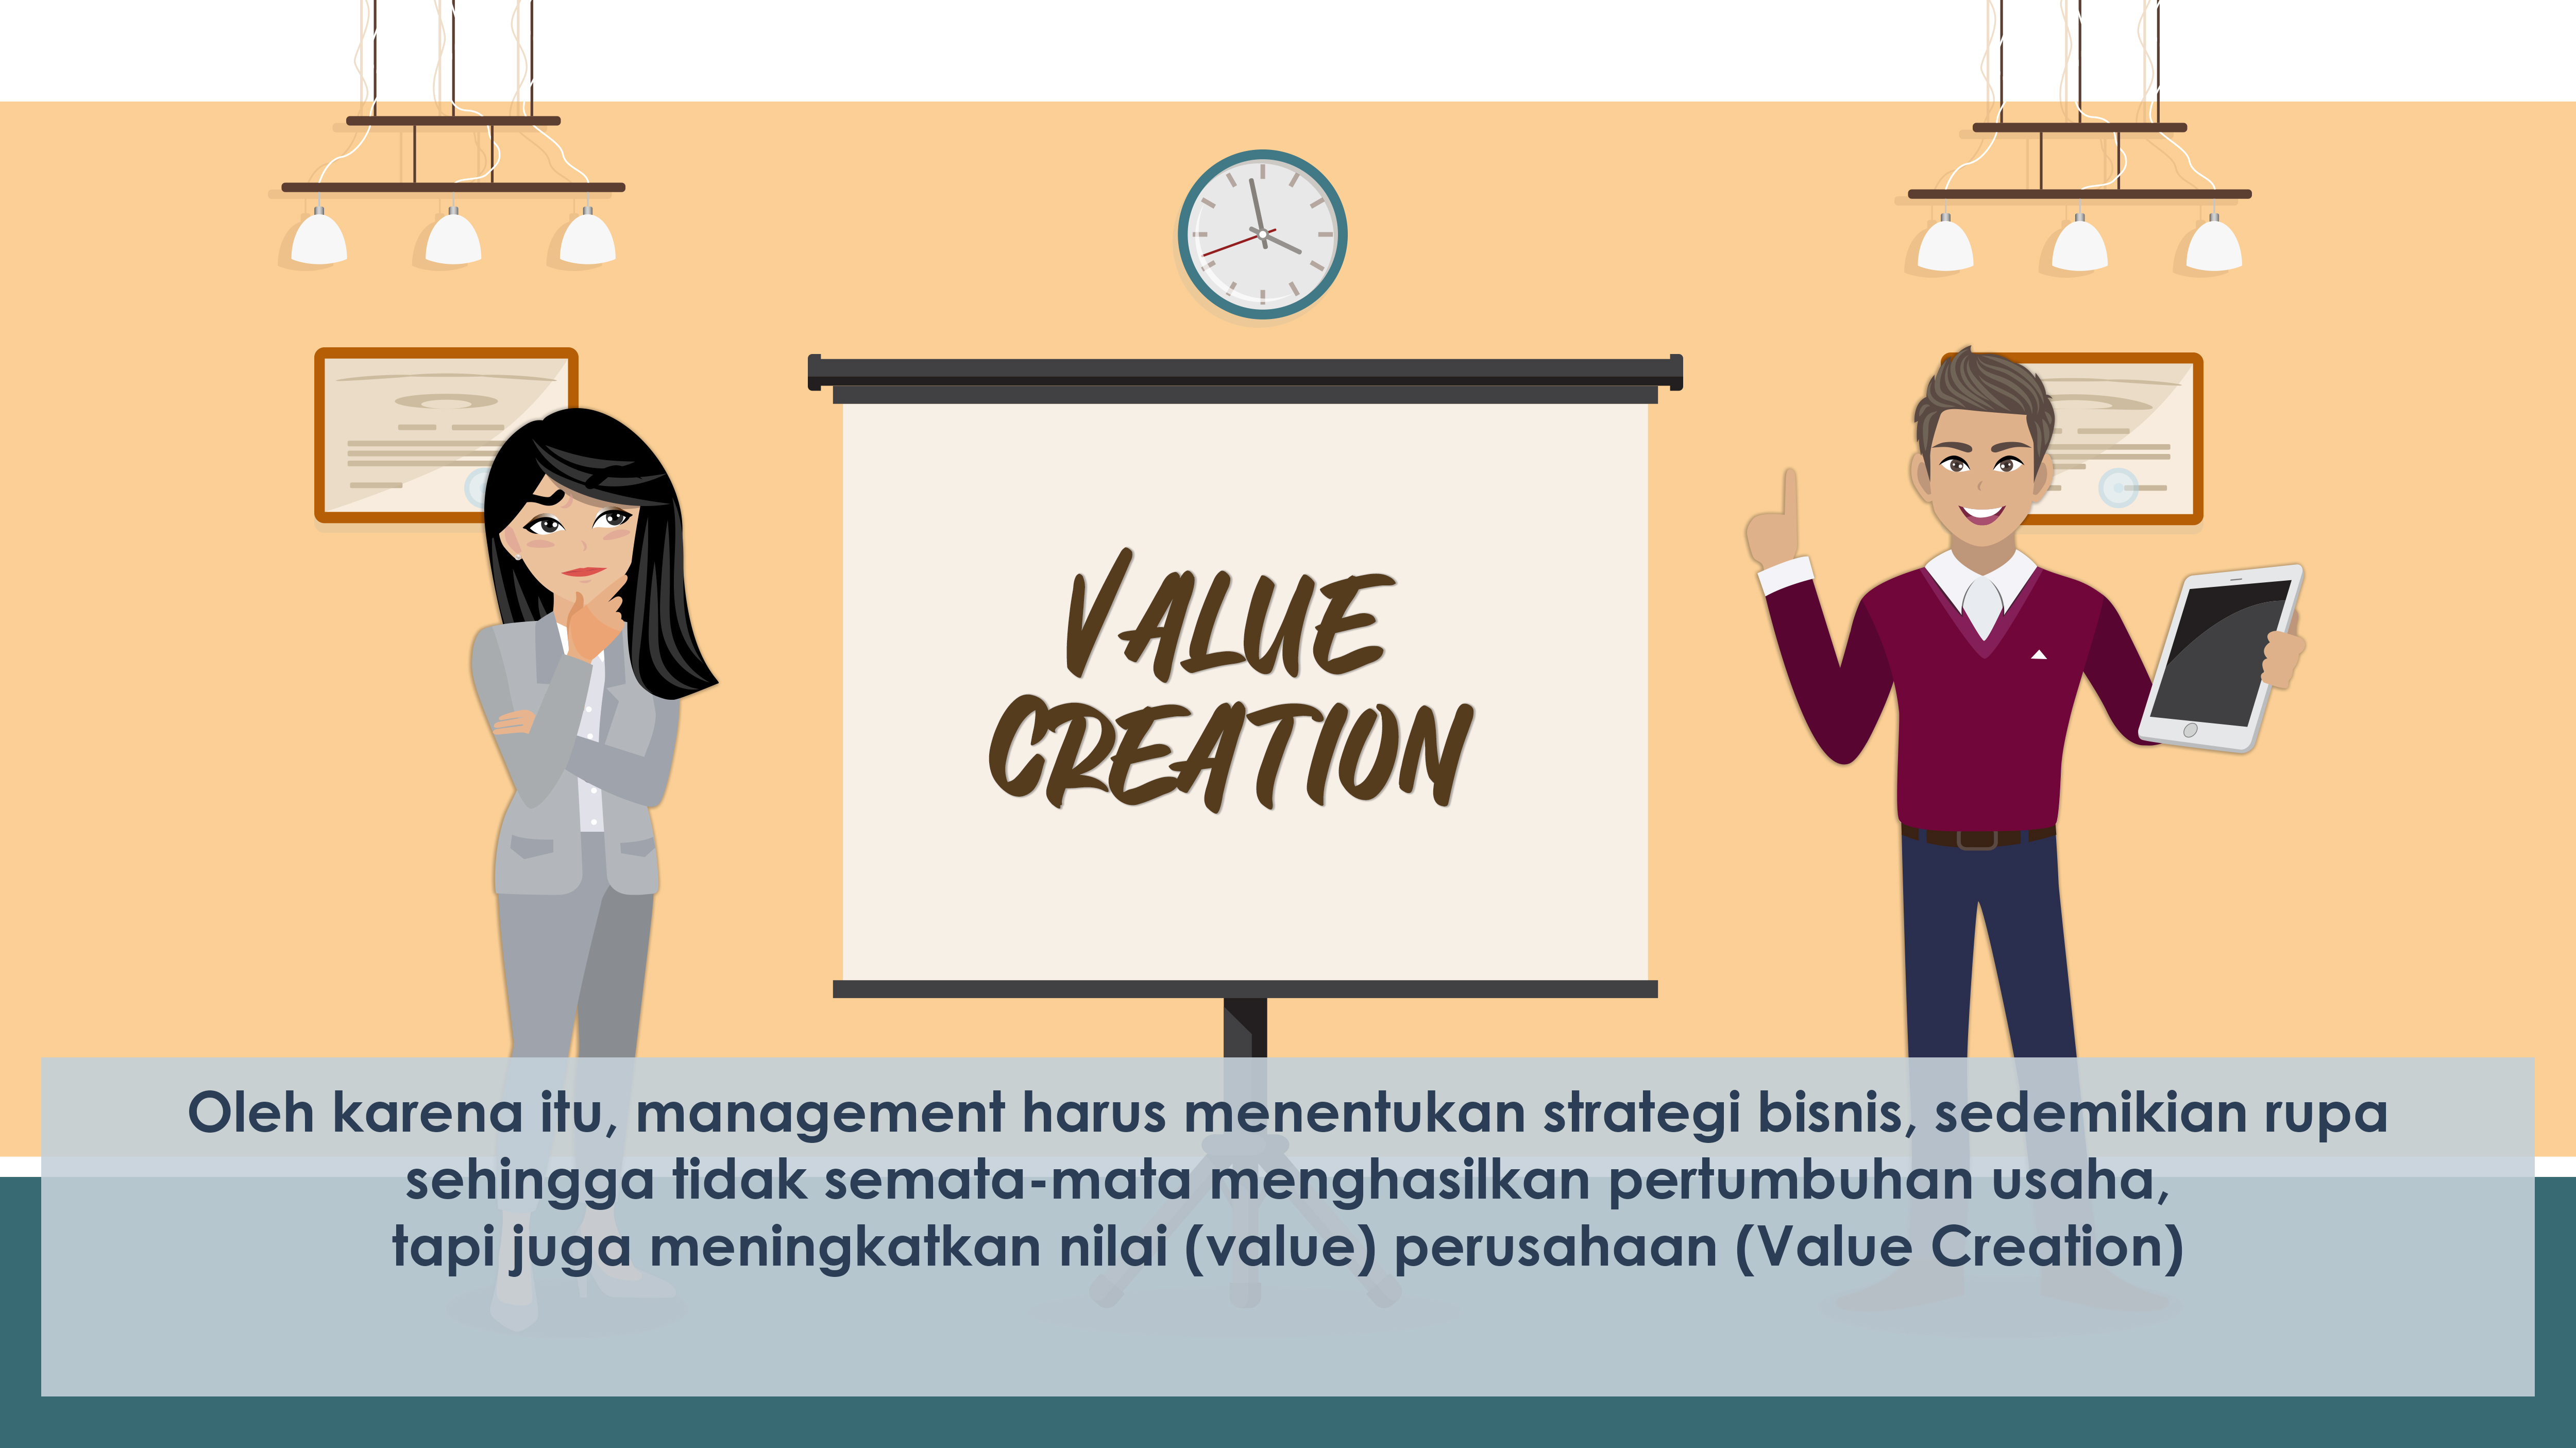 VALUE
CREATION
Oleh karena itu, management harus menentukan strategi bisnis, sedemikian rupa
sehingga tidak semata-mata menghasilkan pertumbuhan usaha,
tapi juga meningkatkan nilai (value) perusahaan (Value Creation)